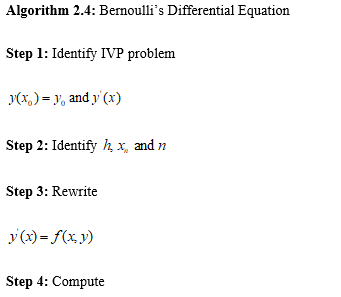 Algorithm 2.4: Bernoulli's Differential Equation
Step 1: Identify IVP problem
y(x₀) = y₀ and y'(x)
Step 2: Identify h, xₙ and n
Step 3: Rewrite
y'(x) = f(x, y)
Step 4: Compute